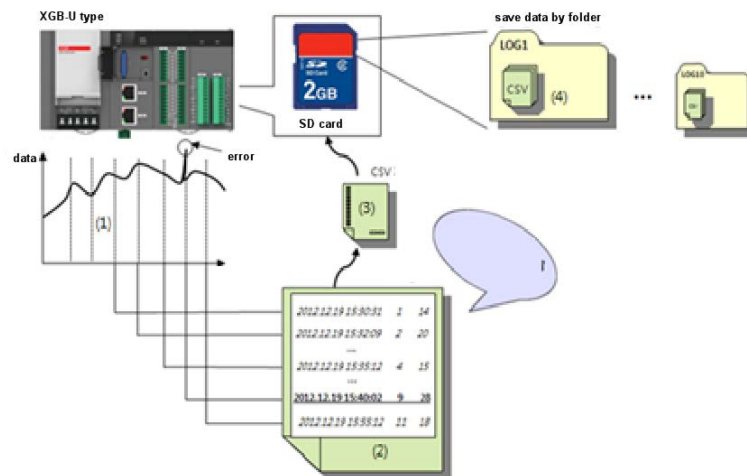 XGB-U type
save data by folder
LOG1
CSV
(4)
...
LOG10
SD Card
2GB
SD card
data
error
(1)
CSV
(3)
2012.12.19 15:30:31 1 14
2012.12.19 15:32:09 2 20
...
2012.12.19 15:35:12 4 15
...
2012.12.19 15:40:02 9 28
2012.12.19 15:55:12 11 18
(2)